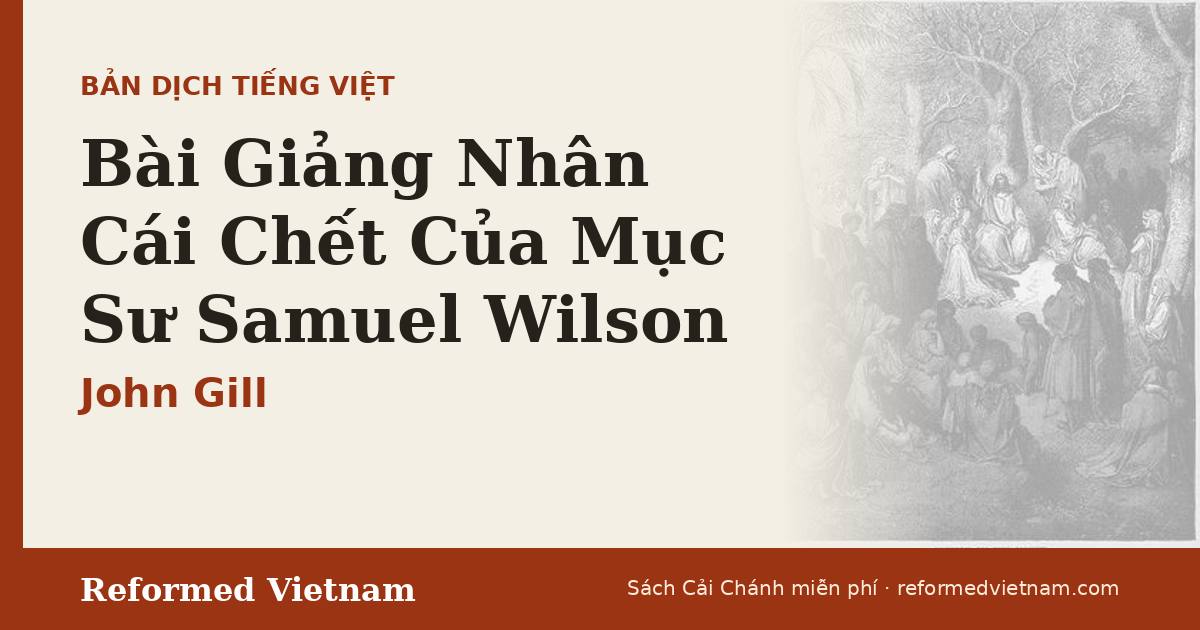 BẢN DỊCH TIẾNG VIỆT
Bài Giảng Nhân
Cái Chết Của Mục
Sư Samuel Wilson
John Gill
Reformed Vietnam
Sách Cải Chánh miễn phí · reformedvietnam.com